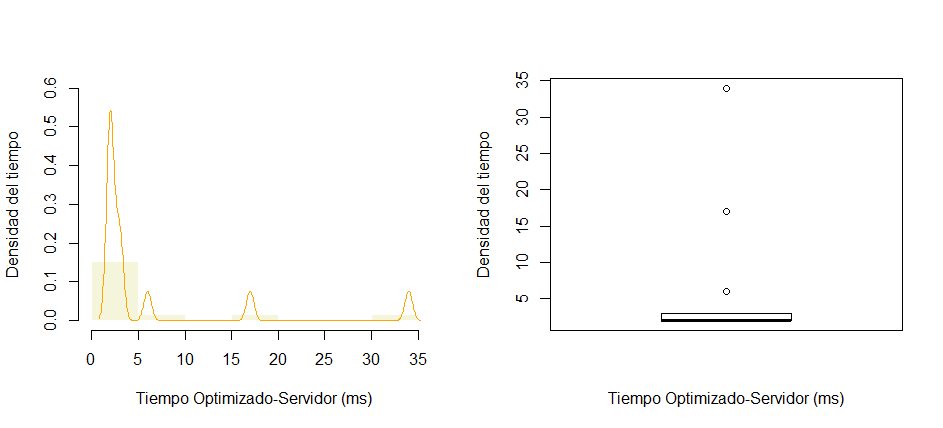 Densidad del tiempo
0.0 0.1 0.2 0.3 0.4 0.5 0.6
0 5 10 15 20 25 30 35
Tiempo Optimizado-Servidor (ms)
Densidad del tiempo
5 10 15 20 25 30 35
Tiempo Optimizado-Servidor (ms)